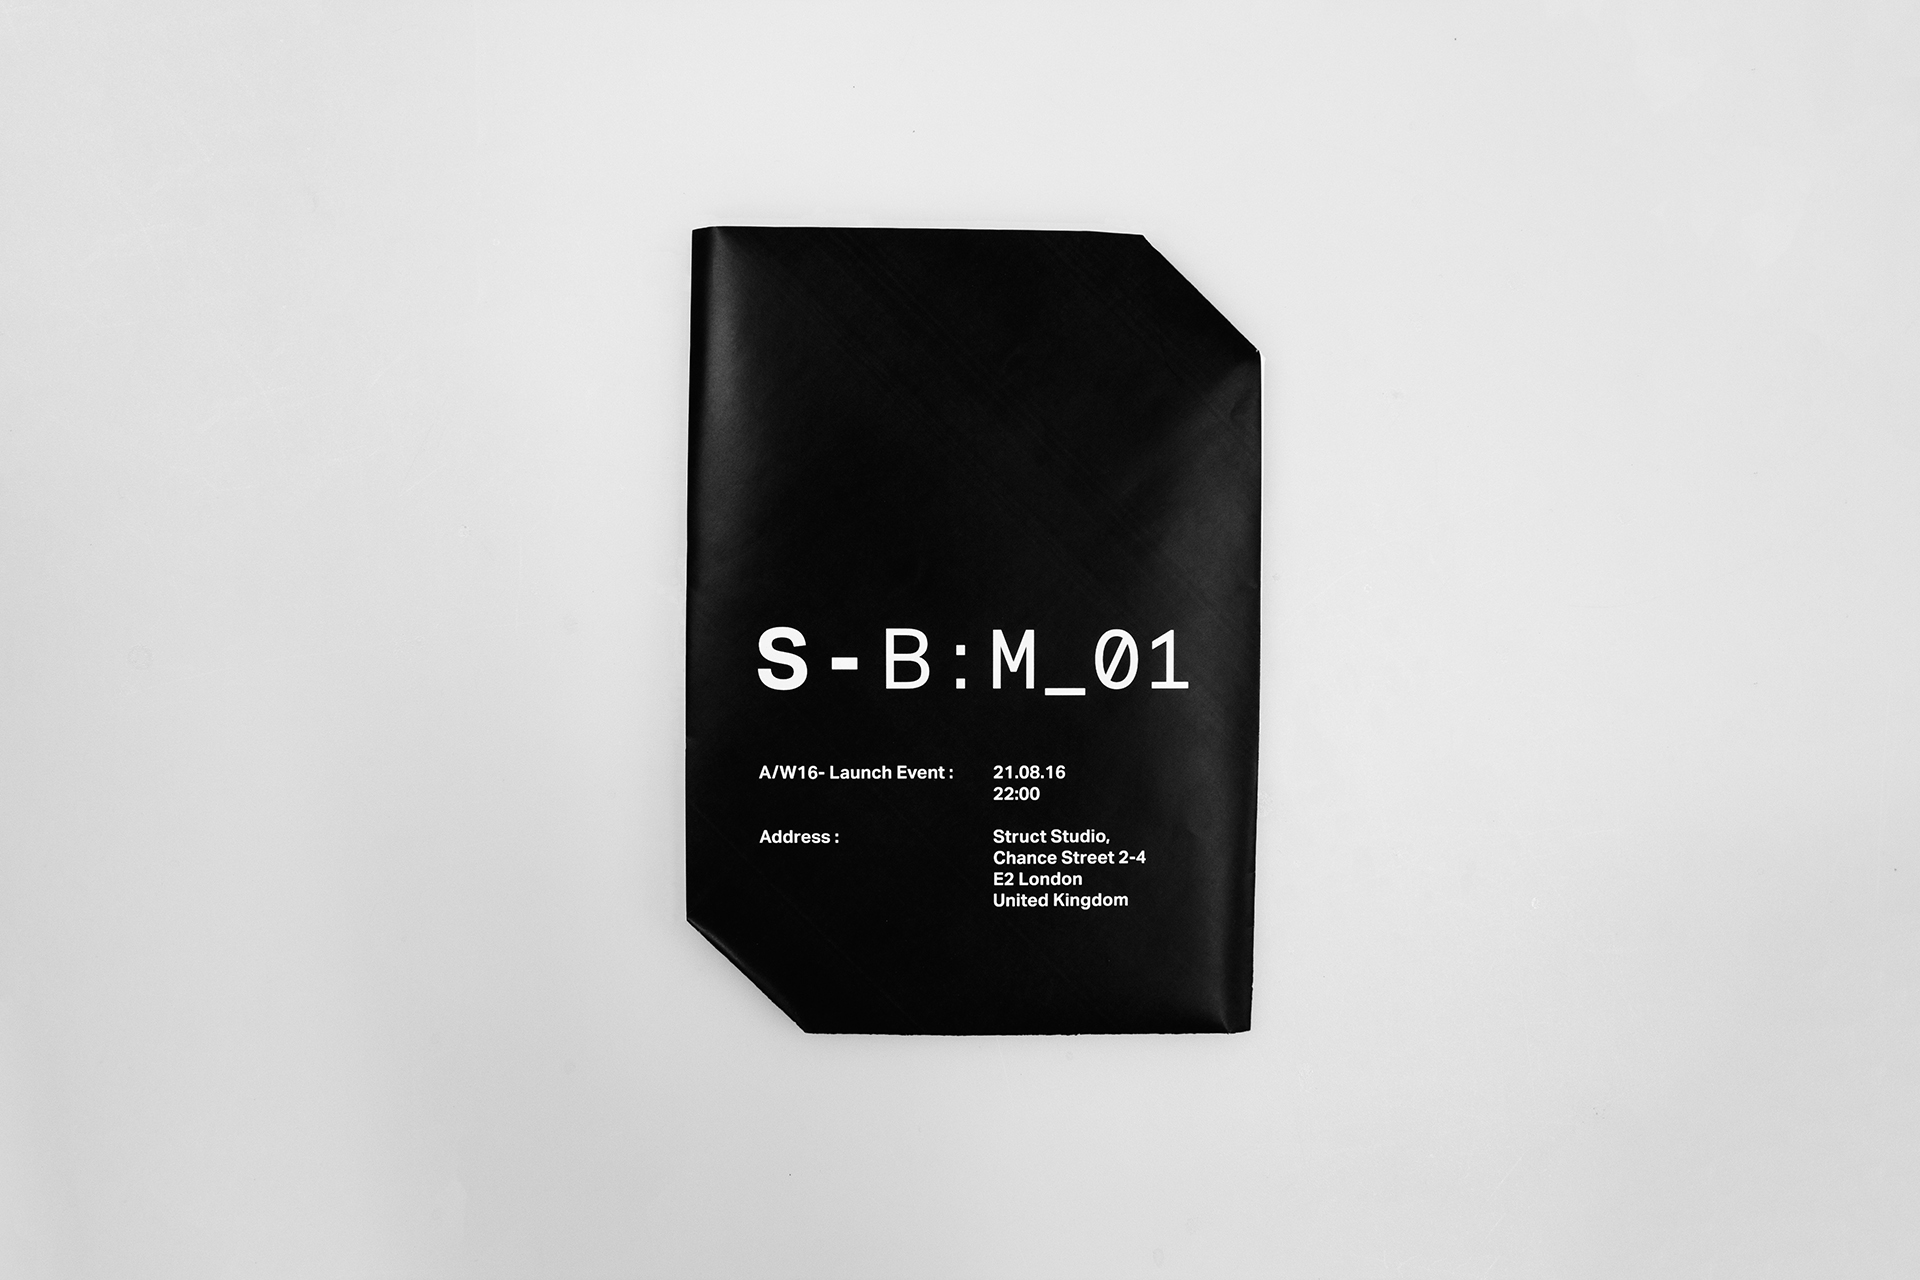 S-B:M_01
A/W16- Launch Event :
21.08.16
22:00
Address :
Struct Studio,
Chance Street 2-4
E2 London
United Kingdom